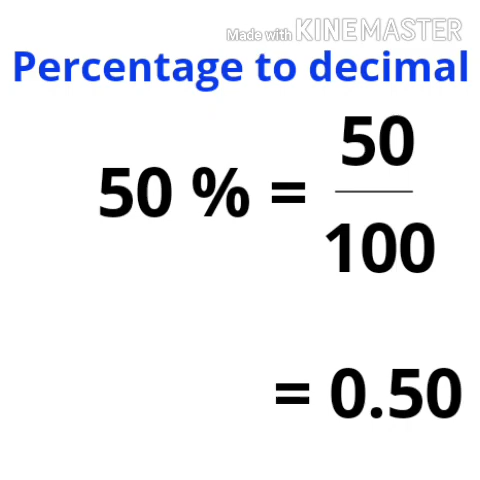 Made with KINEMASTER
Percentage to decimal
50 % = 50
100
= 0.50